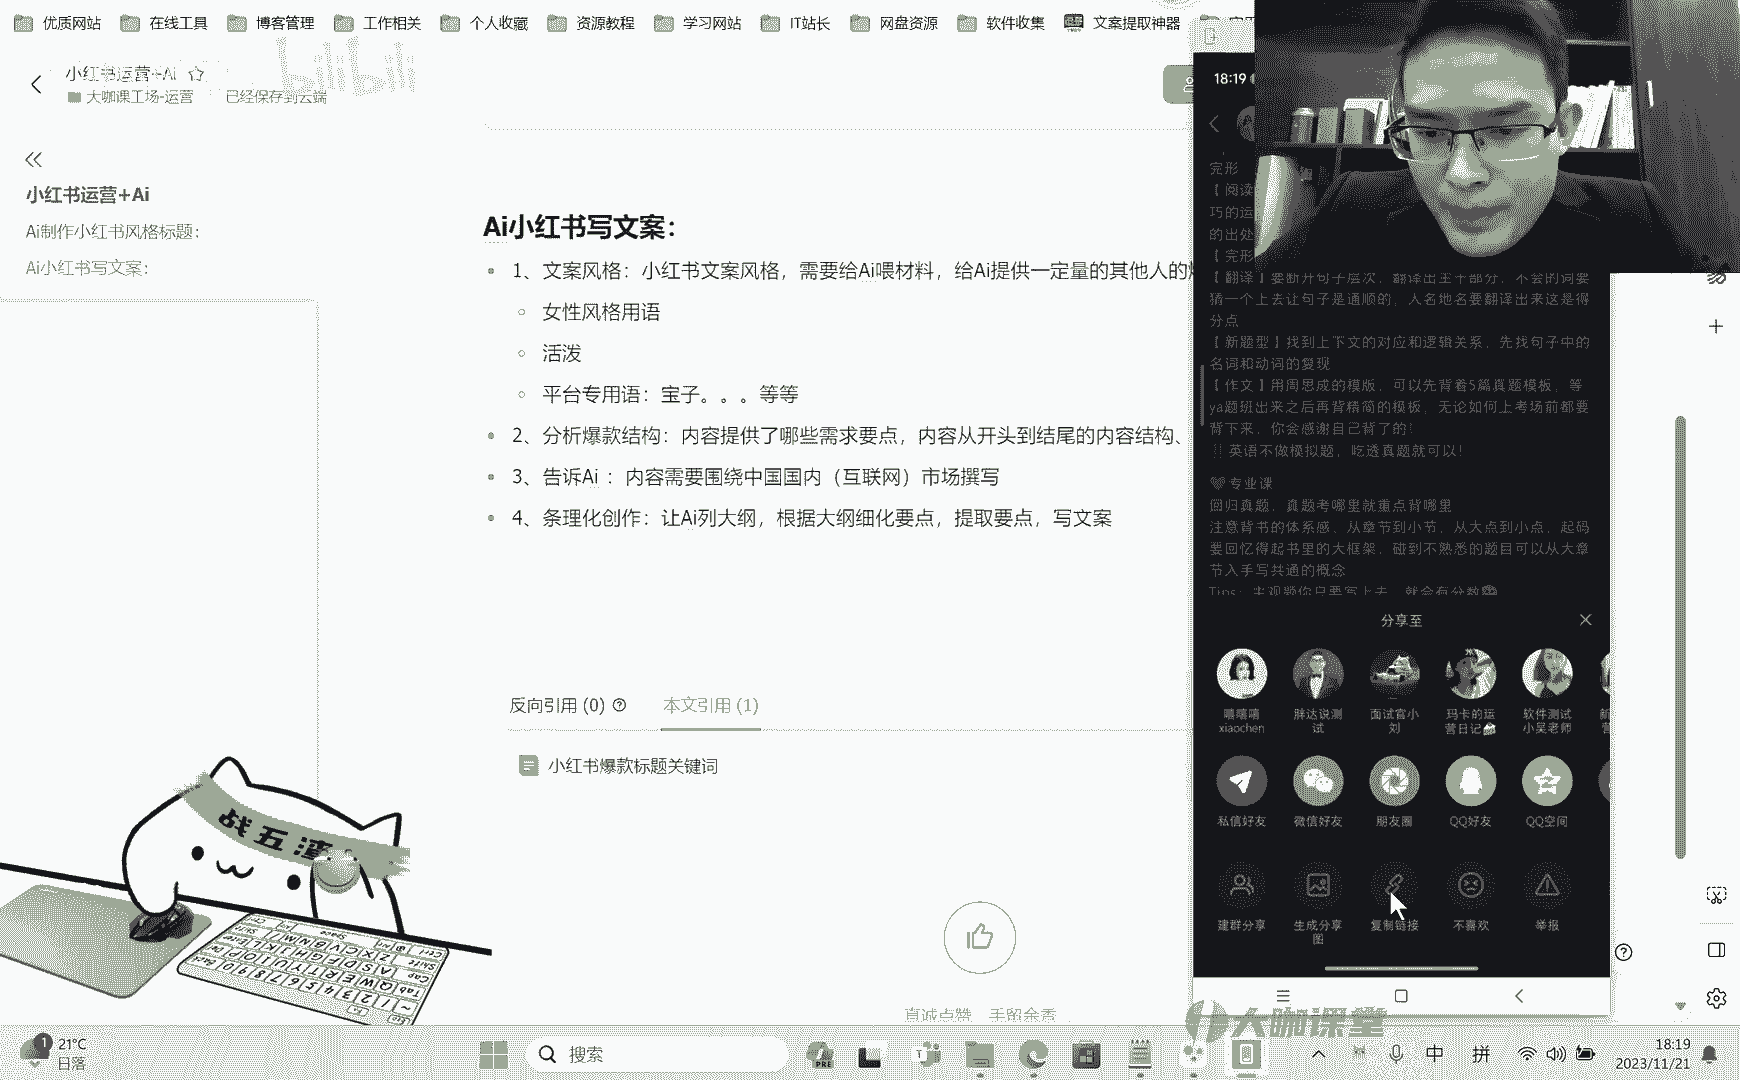 优质网站
在线工具
博客管理
工作相关
个人收藏
资源教程
学习网站
IT站长
网盘资源
软件收集
文案提取神器
bilibili
小红书运营+Ai
大咖课工场-运营
已经保存到云端
小红书运营+Ai
Ai制作小红书风格标题：
Ai小红书写文案：
Ai小红书写文案：
1、文案风格：小红书文案风格，需要给Ai喂材料，给Ai提供一定量的其他人的
女性风格用语
活泼
平台专用语：宝子。。。等等
2、分析爆款结构：内容提供了哪些需求要点，内容从开头到结尾的内容结构、
3、告诉Ai ：内容需要围绕中国国内（互联网）市场撰写
4、条理化创作：让Ai列大纲，根据大纲细化要点，提取要点，写文案
反向引用 (0)
本文引用 (1)
小红书爆款标题关键词
真诚点赞，手留余香
18:19
完形
【阅读
巧的运
的出处
【完形
【翻译】要断开句子层次，翻译出主干部分，不会的词要
猜一个上去让句子是通顺的，人名地名要翻译出来这是得
分点
【新题型】找到上下文的对应和逻辑关系，先找句子中的
名词和动词的复现
【作文】用周思成的模版，可以先背着5篇真题模板，等
ya题班出来之后再背精简的模板，无论如何上考场前都要
背下来，你会感谢自己背了的！
‼️ 英语不做模拟题，吃透真题就可以！
专业课
回归真题，真题考哪里就重点背哪里
注意背书的体系感，从章节到小节，从大点到小点，起码
要回忆得起书里的大框架，碰到不熟悉的题目可以从大章
节入手写共通的概念
Tips：主观题你只要写上去，就会有分数
分享至
嘻嘻嘻
xiaochen
胖达说测
试
面试官小
刘
玛卡的运
营日记
软件测试
小吴老师
私信好友
微信好友
朋友圈
QQ好友
QQ空间
建群分享
生成分享
图
复制链接
不喜欢
举报
战五渣
大咖课堂
1
21°C
日落
搜索
中
拼
18:19
2023/11/21